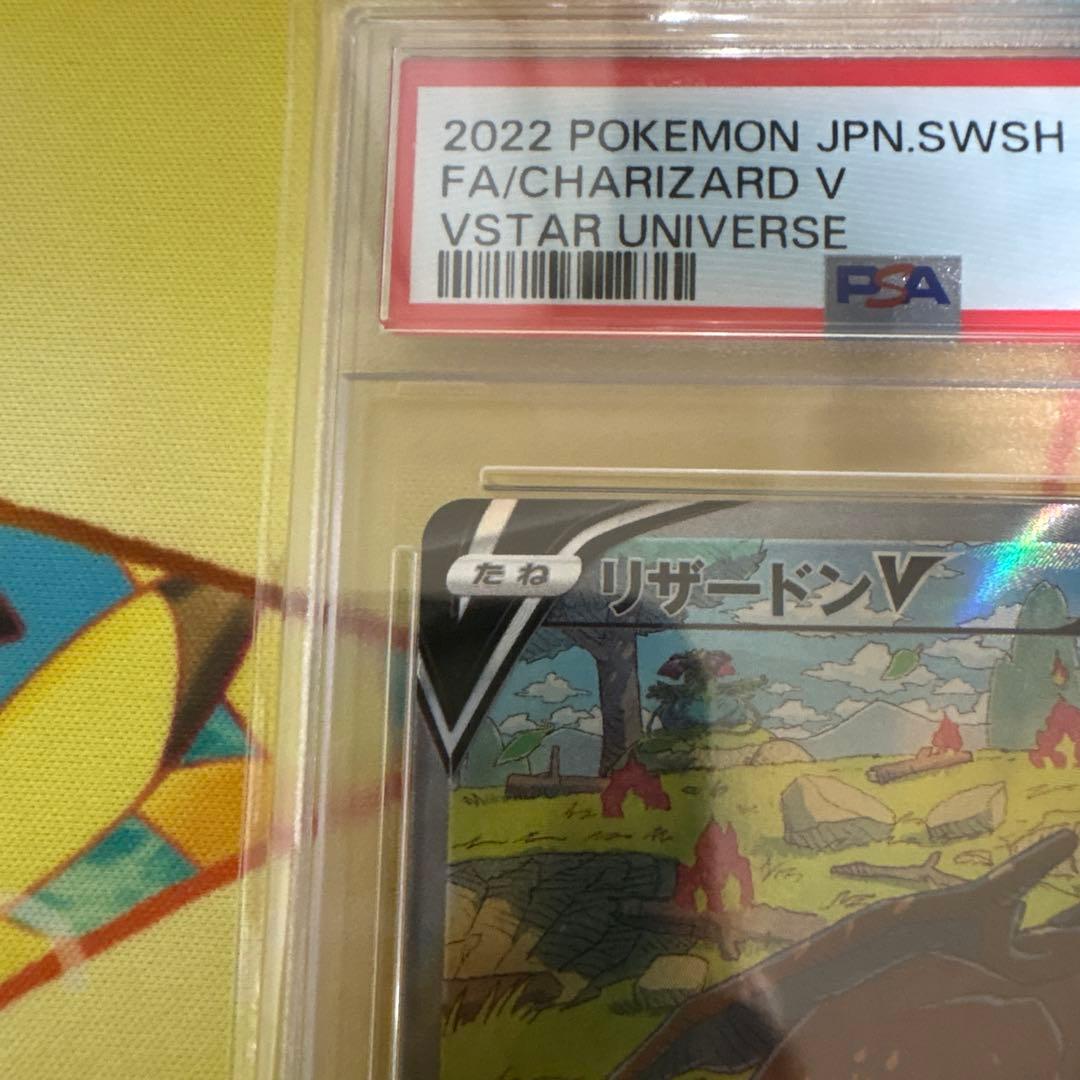 2022 POKEMON JPN.SWSH
FA/CHARIZARD V
VSTAR UNIVERSE
PSA
たね リザードンV